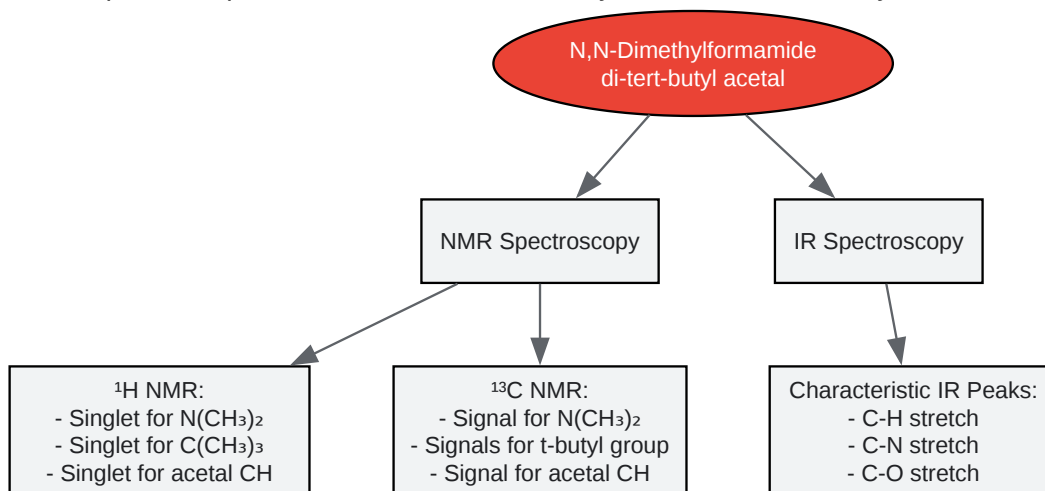 N,N-Dimethylformamide
di-tert-butyl acetal
NMR Spectroscopy
IR Spectroscopy
¹H NMR:
- Singlet for N(CH₃)₂
- Singlet for C(CH₃)₃
- Singlet for acetal CH
¹³C NMR:
- Signal for N(CH₃)₂
- Signals for t-butyl group
- Signal for acetal CH
Characteristic IR Peaks:
- C-H stretch
- C-N stretch
- C-O stretch